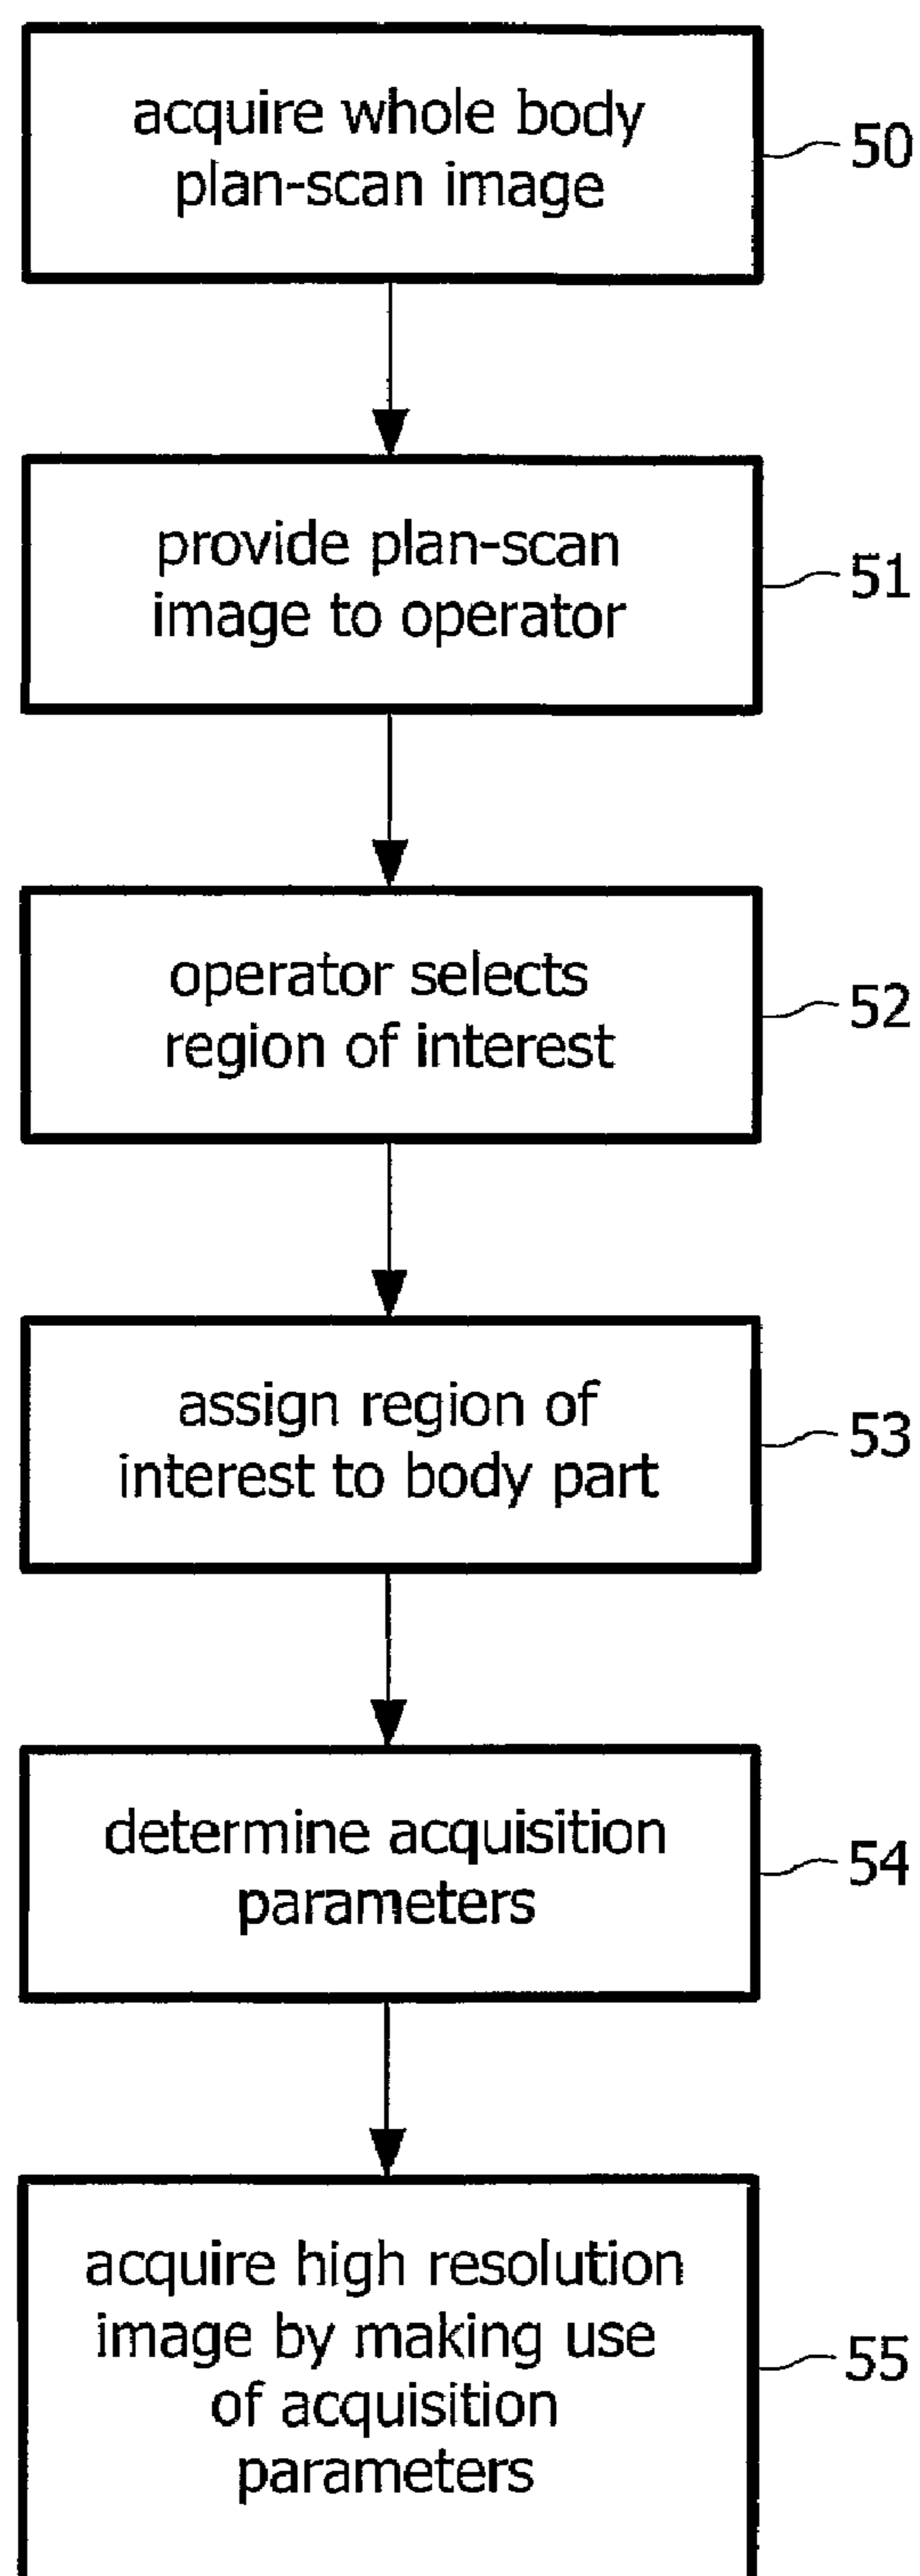 acquire whole body
plan-scan image
50
provide plan-scan
image to operator
51
operator selects
region of interest
52
assign region of
interest to body part
53
determine acquisition
parameters
54
acquire high resolution
image by making use
of acquisition
parameters
55